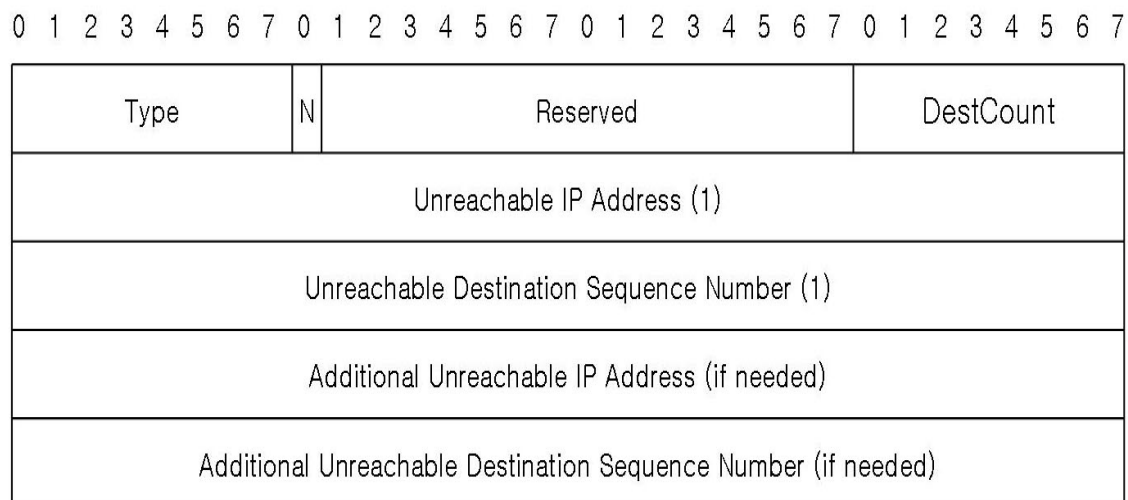 0 1 2 3 4 5 6 7 0 1 2 3 4 5 6 7 0 1 2 3 4 5 6 7 0 1 2 3 4 5 6 7
Type N Reserved DestCount
Unreachable IP Address (1)
Unreachable Destination Sequence Number (1)
Additional Unreachable IP Address (if needed)
Additional Unreachable Destination Sequence Number (if needed)